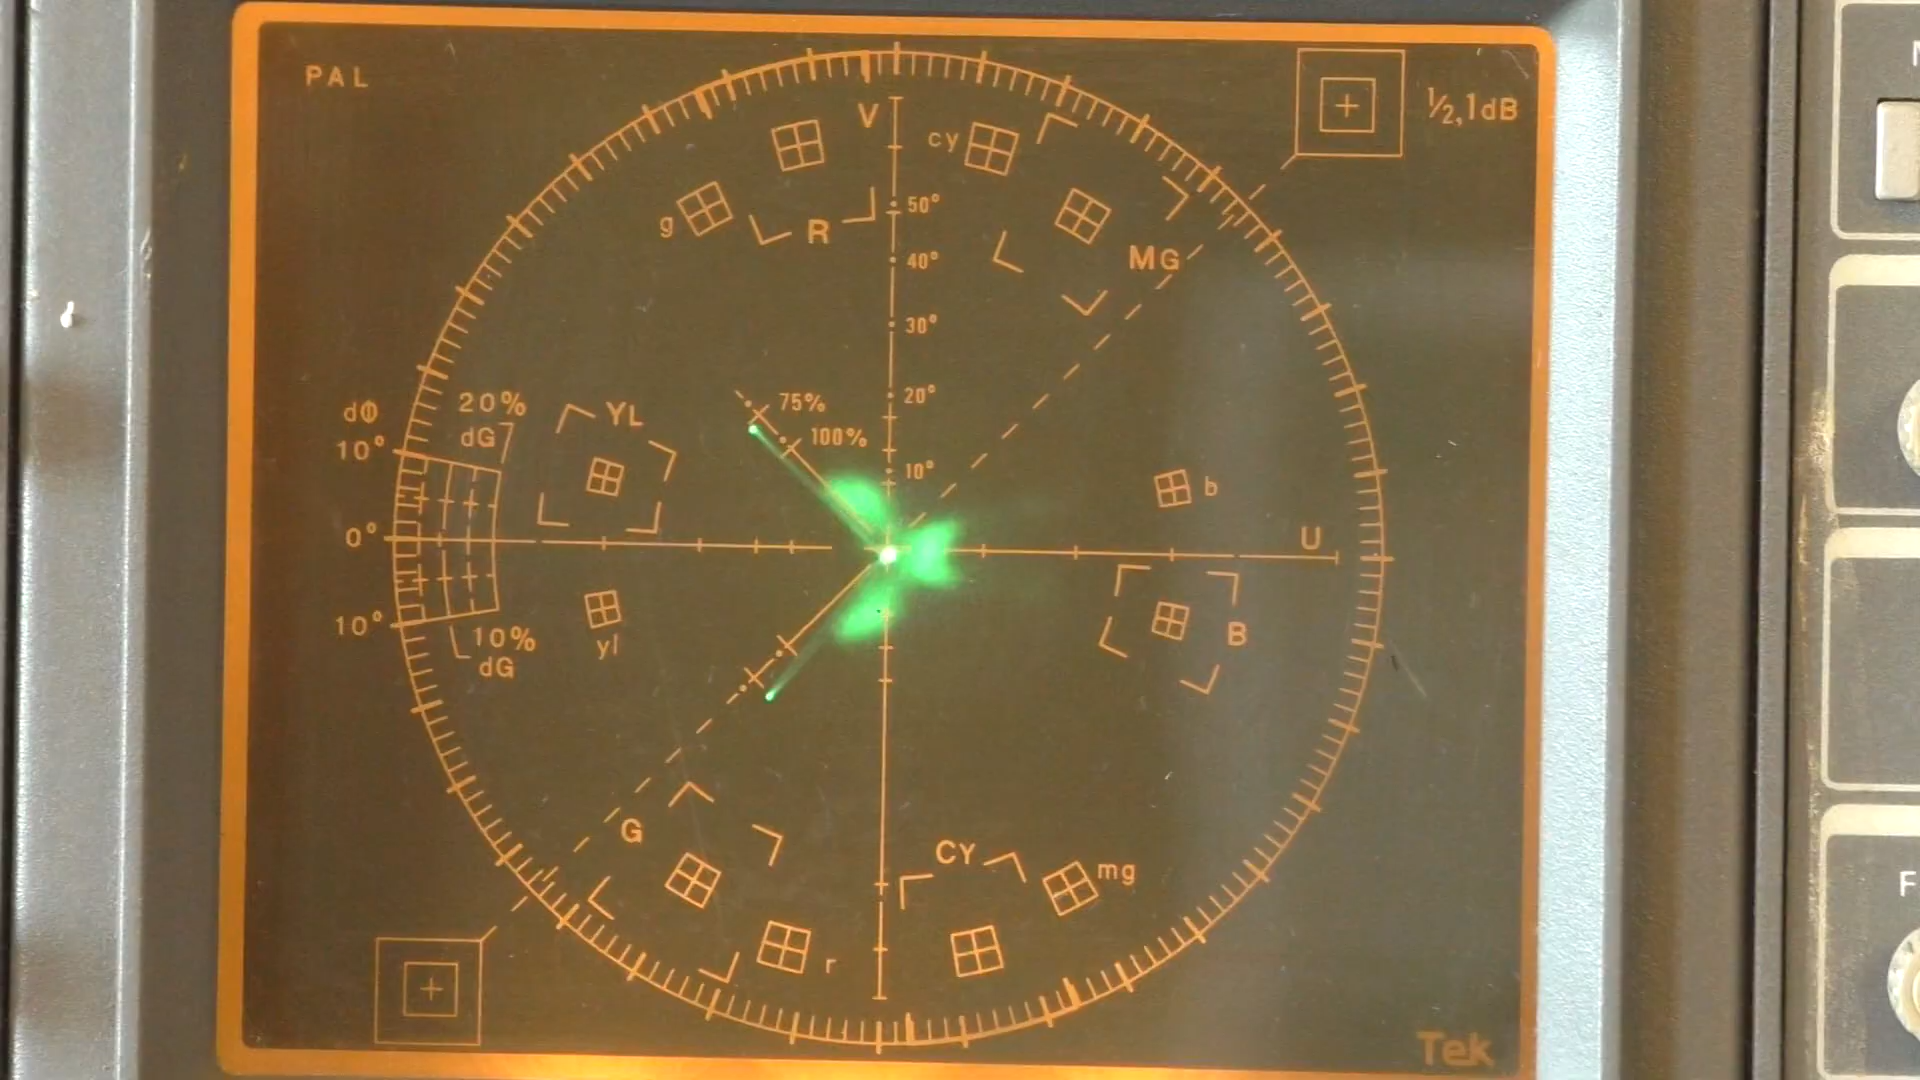 PAL
½,1dB
V
cy
g
R
50°
MG
40°
30°
20°
75%
100%
10°
dΦ
20%
dG
YL
10°
0°
10°
10%
dG
yl
b
U
B
G
CY
mg
r
Tek
F